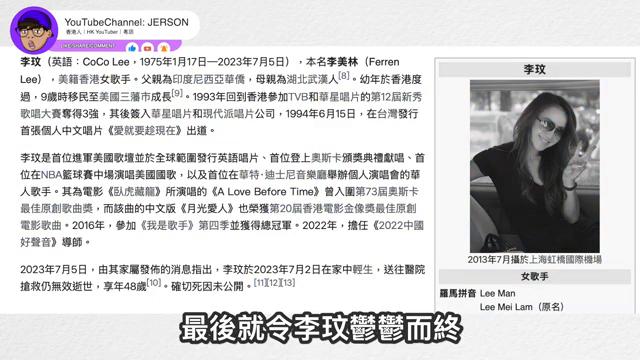 YouTubeChannel: JERSON
香港人｜HK YouTuber｜粵語
LIKE/SHARE/COMMENT
李玟（英語：CoCo Lee，1975年1月17日—2023年7月5日），本名李美林（Ferren
Lee），美籍香港女歌手。父親為印度尼西亞華僑，母親為湖北武漢人[8]。幼年於香港度
過，9歲時移民至美國三藩市成長[9]。1993年回到香港參加TVB和華星唱片的第12屆新秀
歌唱大賽奪得3強，其後簽入華星唱片和現代派唱片公司，1994年6月15日，在台灣發行
首張個人中文唱片《愛就要趁現在》出道。
李玟是首位進軍美國歌壇並於全球範圍發行英語唱片、首位登上奧斯卡頒獎典禮獻唱、首
位在NBA籃球賽中場演唱美國國歌，以及首位在華特·迪士尼音樂廳舉辦個人演唱會的華
人歌手。其為電影《臥虎藏龍》所演唱的《A Love Before Time》曾入圍第73屆奧斯卡
最佳原創歌曲獎，而該曲的中文版《月光愛人》也榮獲第20屆香港電影金像獎最佳原創
電影歌曲。2016年，參加《我是歌手》第四季並獲得總冠軍。2022年，擔任《2022中國
好聲音》導師。
2023年7月5日，由其家屬發佈的消息指出，李玟於2023年7月2日在家中輕生，送往醫院
搶救仍無效逝世，享年48歲[10]。確切死因未公開。[11][12][13]
李玟
2013年7月攝於上海虹橋國際機場
女歌手
羅馬拼音 Lee Man
Lee Mei Lam（原名）
最後就令李玟鬱鬱而終